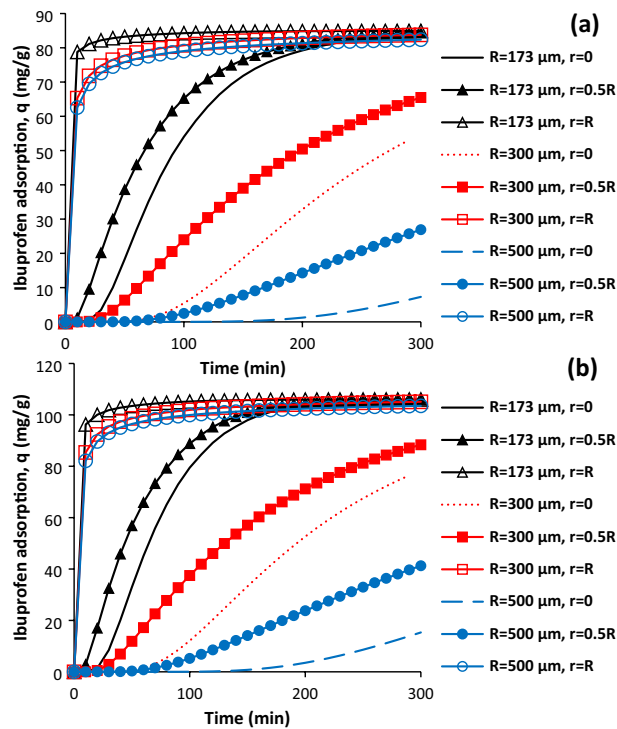 (a)
Ibuprofen adsorption, q (mg/g)
90
80
70
60
50
40
30
20
10
0
0
100
200
300
Time (min)
R=173 µm, r=0
R=173 µm, r=0.5R
R=173 µm, r=R
R=300 µm, r=0
R=300 µm, r=0.5R
R=300 µm, r=R
R=500 µm, r=0
R=500 µm, r=0.5R
R=500 µm, r=R
(b)
Ibuprofen adsorption, q (mg/g)
120
100
80
60
40
20
0
0
100
200
300
Time (min)
R=173 µm, r=0
R=173 µm, r=0.5R
R=173 µm, r=R
R=300 µm, r=0
R=300 µm, r=0.5R
R=300 µm, r=R
R=500 µm, r=0
R=500 µm, r=0.5R
R=500 µm, r=R